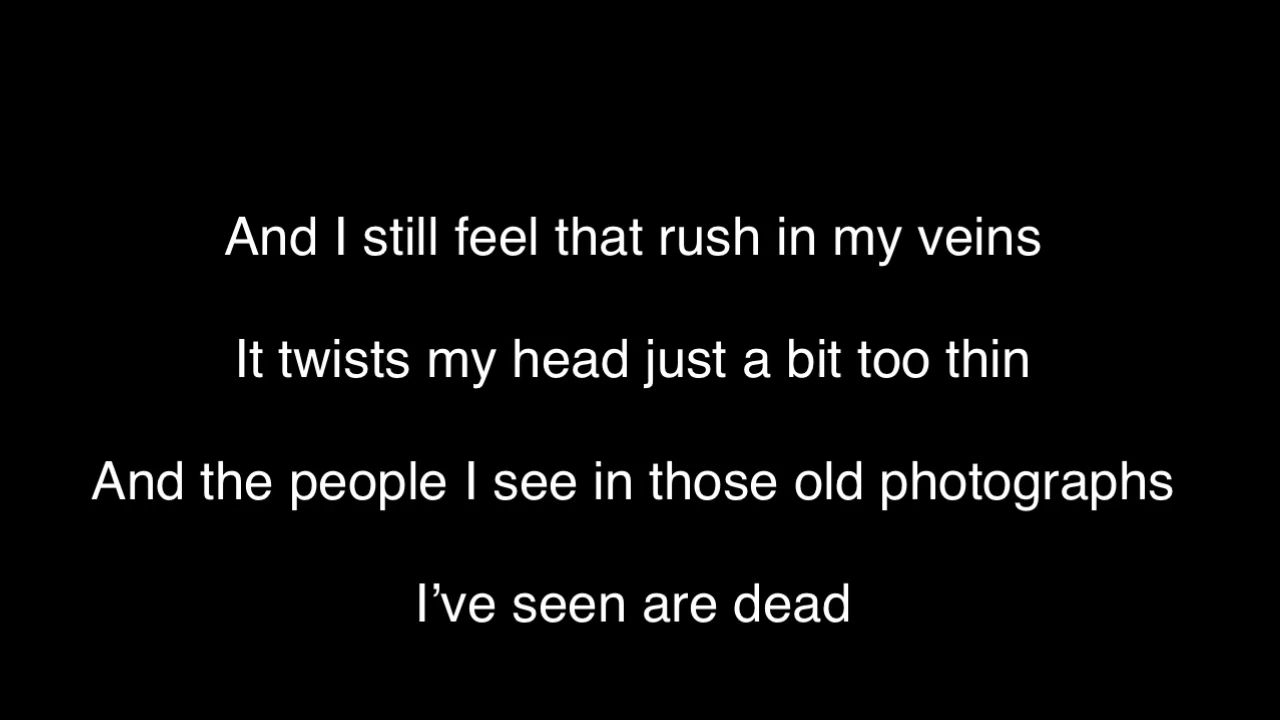 And I still feel that rush in my veins
It twists my head just a bit too thin
And the people I see in those old photographs
I’ve seen are dead